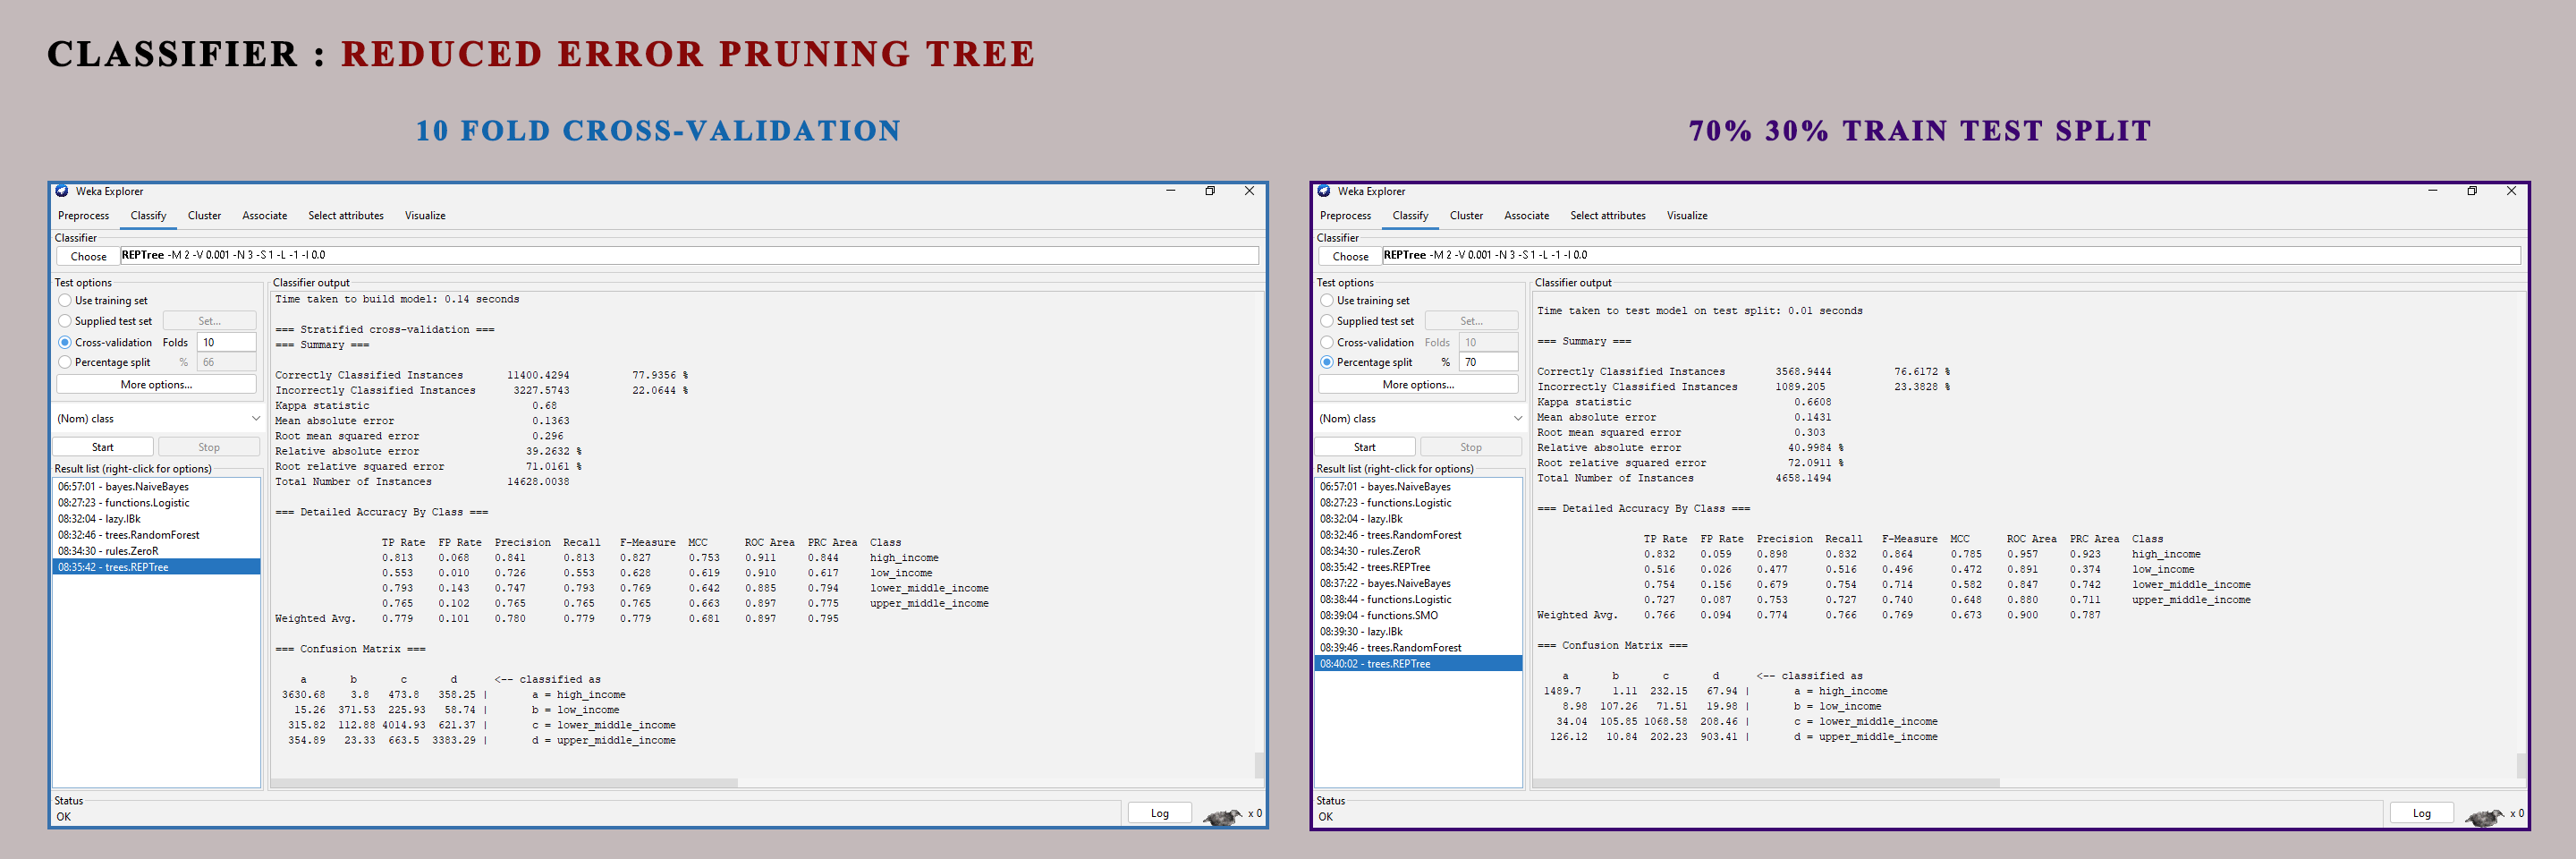 CLASSIFIER : REDUCED ERROR PRUNING TREE
10 FOLD CROSS-VALIDATION
Weka Explorer
Preprocess Classify Cluster Associate Select attributes Visualize
Classifier
Choose REPTree -M 2 -V 0.001 -N 3 -S 1 -L -1 -I 0.0
Test options
Use training set
Supplied test set Set...
Cross-validation Folds 10
Percentage split % 66
More options...
(Nom) class
Start Stop
Result list (right-click for options)
06:57:01 - bayes.NaiveBayes
08:27:23 - functions.Logistic
08:32:04 - lazy.IBk
08:32:46 - trees.RandomForest
08:34:30 - rules.ZeroR
08:35:42 - trees.REPTree
Classifier output
Time taken to build model: 0.14 seconds
=== Stratified cross-validation ===
=== Summary ===
Correctly Classified Instances 11400.4294 77.9356 %
Incorrectly Classified Instances 3227.5743 22.0644 %
Kappa statistic 0.68
Mean absolute error 0.1363
Root mean squared error 0.296
Relative absolute error 39.2632 %
Root relative squared error 71.0161 %
Total Number of Instances 14628.0038
=== Detailed Accuracy By Class ===
TP Rate FP Rate Precision Recall F-Measure MCC ROC Area PRC Area Class
0.813 0.068 0.841 0.813 0.827 0.753 0.911 0.844 high_income
0.553 0.010 0.726 0.553 0.628 0.619 0.910 0.617 low_income
0.793 0.143 0.747 0.793 0.769 0.642 0.885 0.794 lower_middle_income
0.765 0.102 0.765 0.765 0.765 0.663 0.897 0.775 upper_middle_income
Weighted Avg. 0.779 0.101 0.780 0.779 0.779 0.681 0.897 0.795
=== Confusion Matrix ===
a b c d <-- classified as
3630.68 3.8 473.8 358.25 | a = high_income
15.26 371.53 225.93 58.74 | b = low_income
315.82 112.88 4014.93 621.37 | c = lower_middle_income
354.89 23.33 663.5 3383.29 | d = upper_middle_income
Status
OK
Log x 0
70% 30% TRAIN TEST SPLIT
Weka Explorer
Preprocess Classify Cluster Associate Select attributes Visualize
Classifier
Choose REPTree -M 2 -V 0.001 -N 3 -S 1 -L -1 -I 0.0
Test options
Use training set
Supplied test set Set...
Cross-validation Folds 10
Percentage split % 70
More options...
(Nom) class
Start Stop
Result list (right-click for options)
06:57:01 - bayes.NaiveBayes
08:27:23 - functions.Logistic
08:32:04 - lazy.IBk
08:32:46 - trees.RandomForest
08:34:30 - rules.ZeroR
08:35:42 - trees.REPTree
08:37:22 - bayes.NaiveBayes
08:38:44 - functions.Logistic
08:39:04 - functions.SMO
08:39:30 - lazy.IBk
08:39:46 - trees.RandomForest
08:40:02 - trees.REPTree
Classifier output
Time taken to test model on test split: 0.01 seconds
=== Summary ===
Correctly Classified Instances 3568.9444 76.6172 %
Incorrectly Classified Instances 1089.205 23.3828 %
Kappa statistic 0.6608
Mean absolute error 0.1431
Root mean squared error 0.303
Relative absolute error 40.9984 %
Root relative squared error 72.0911 %
Total Number of Instances 4658.1494
=== Detailed Accuracy By Class ===
TP Rate FP Rate Precision Recall F-Measure MCC ROC Area PRC Area Class
0.832 0.059 0.898 0.832 0.864 0.785 0.957 0.923 high_income
0.516 0.026 0.477 0.516 0.496 0.472 0.891 0.374 low_income
0.754 0.156 0.679 0.754 0.714 0.582 0.847 0.742 lower_middle_income
0.727 0.087 0.753 0.727 0.740 0.648 0.880 0.711 upper_middle_income
Weighted Avg. 0.766 0.094 0.774 0.766 0.769 0.673 0.900 0.787
=== Confusion Matrix ===
a b c d <-- classified as
1489.7 1.11 232.15 67.94 | a = high_income
8.98 107.26 71.51 19.98 | b = low_income
34.04 105.85 1068.58 208.46 | c = lower_middle_income
126.12 10.84 202.23 903.41 | d = upper_middle_income
Status
OK
Log x 0